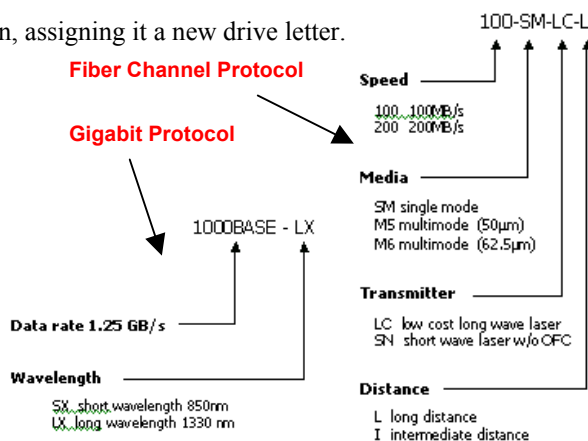 n, assigning it a new drive letter.
Fiber Channel Protocol
Gigabit Protocol
1000BASE - LX
Data rate 1.25 GB/s
Wavelength
SX short wavelength 850nm
LX long wavelength 1330 nm
100-SM-LC-L
Speed
100 100MB/s
200 200MB/s
Media
SM single mode
M5 multimode (50µm)
M6 multimode (62.5µm)
Transmitter
LC low cost long wave laser
SN short wave laser w/o OFC
Distance
L long distance
I intermediate distance